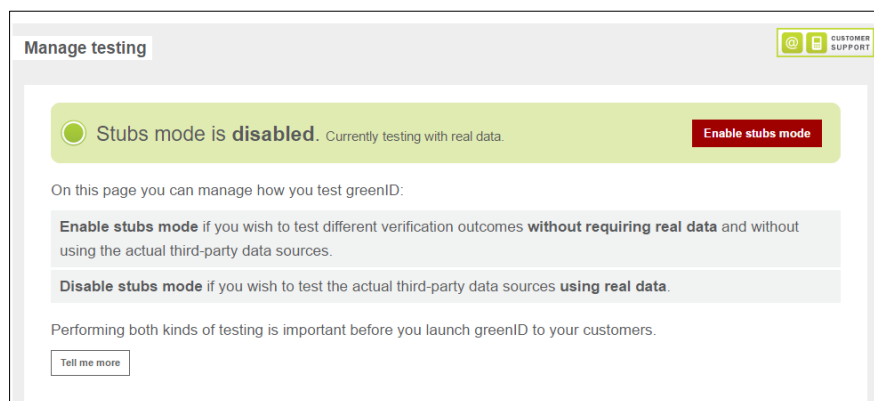 Manage testing
@ CUSTOMER
SUPPORT
Stubs mode is disabled. Currently testing with real data.
Enable stubs mode
On this page you can manage how you test greenID:
Enable stubs mode if you wish to test different verification outcomes without requiring real data and without
using the actual third-party data sources.
Disable stubs mode if you wish to test the actual third-party data sources using real data.
Performing both kinds of testing is important before you launch greenID to your customers.
Tell me more